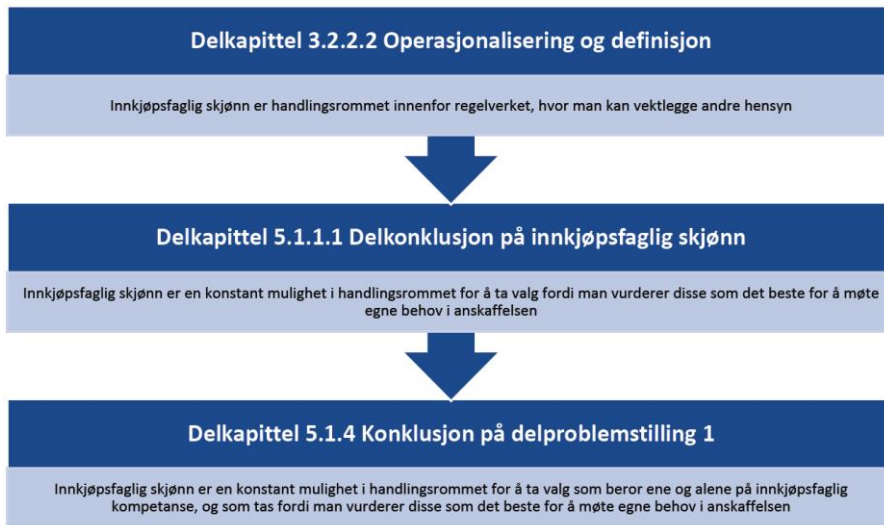 Delkapittel 3.2.2.2 Operasjonalisering og definisjon
Innkjøpsfaglig skjønn er handlingsrommet innenfor regelverket, hvor man kan vektlegge andre hensyn
Delkapittel 5.1.1.1 Delkonklusjon på innkjøpsfaglig skjønn
Innkjøpsfaglig skjønn er en konstant mulighet i handlingsrommet for å ta valg fordi man vurderer disse som det beste for å møte
egne behov i anskaffelsen
Delkapittel 5.1.4 Konklusjon på delproblemstilling 1
Innkjøpsfaglig skjønn er en konstant mulighet i handlingsrommet for å ta valg som beror ene og alene på innkjøpsfaglig
kompetanse, og som tas fordi man vurderer disse som det beste for å møte egne behov i anskaffelsen